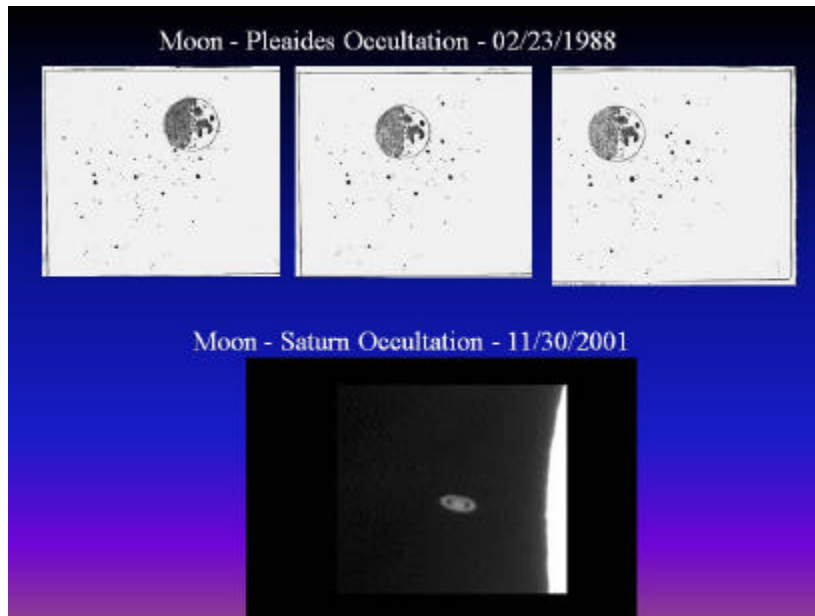 Moon - Pleaides Occultation - 02/23/1988
Moon - Saturn Occultation - 11/30/2001